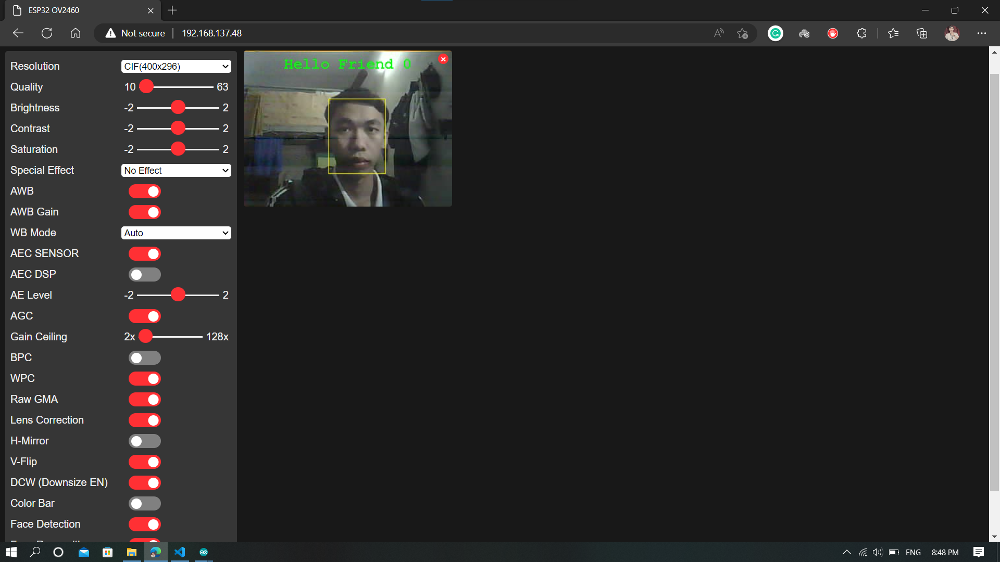 ESP32 OV2460
Not secure
192.168.137.48
Resolution CIF(400x296)
Quality 10 63
Brightness -2 2
Contrast -2 2
Saturation -2 2
Special Effect No Effect
AWB
AWB Gain
WB Mode Auto
AEC SENSOR
AEC DSP
AE Level -2 2
AGC
Gain Ceiling 2x 128x
BPC
WPC
Raw GMA
Lens Correction
H-Mirror
V-Flip
DCW (Downsize EN)
Color Bar
Face Detection
Hello Friend 0
ENG
8:48 PM